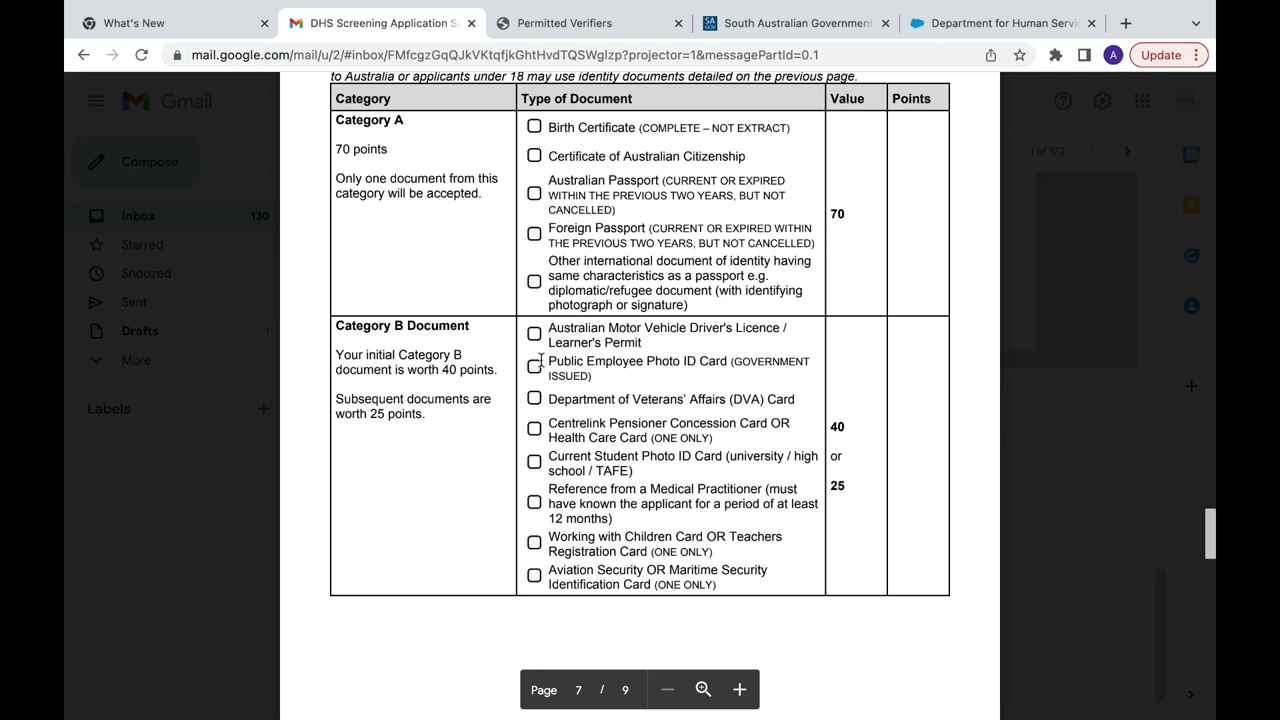 What's New
DHS Screening Application S
Permitted Verifiers
South Australian Government
Department for Human Servic
mail.google.com/mail/u/2/#inbox/FMfcgzGqQJkVKtqfjkGhtHvdTQSWglzp?projector=1&messagePartId=0.1
A
Update
to Australia or applicants under 18 may use identity documents detailed on the previous page.
Gmail
Compose
Inbox 130
Starred
Snoozed
Sent
Drafts 1
More
Labels
1 of 172
Category Type of Document Value Points
Category A
70 points
Only one document from this
category will be accepted.
Birth Certificate (COMPLETE – NOT EXTRACT)
Certificate of Australian Citizenship
Australian Passport (CURRENT OR EXPIRED
WITHIN THE PREVIOUS TWO YEARS, BUT NOT
CANCELLED)
Foreign Passport (CURRENT OR EXPIRED WITHIN
THE PREVIOUS TWO YEARS, BUT NOT CANCELLED)
Other international document of identity having
same characteristics as a passport e.g.
diplomatic/refugee document (with identifying
photograph or signature)
70
Category B Document
Your initial Category B
document is worth 40 points.
Subsequent documents are
worth 25 points.
Australian Motor Vehicle Driver's Licence /
Learner's Permit
Public Employee Photo ID Card (GOVERNMENT
ISSUED)
Department of Veterans' Affairs (DVA) Card
Centrelink Pensioner Concession Card OR
Health Care Card (ONE ONLY)
Current Student Photo ID Card (university / high
school / TAFE)
Reference from a Medical Practitioner (must
have known the applicant for a period of at least
12 months)
Working with Children Card OR Teachers
Registration Card (ONE ONLY)
Aviation Security OR Maritime Security
Identification Card (ONE ONLY)
40
or
25
Page 7 / 9